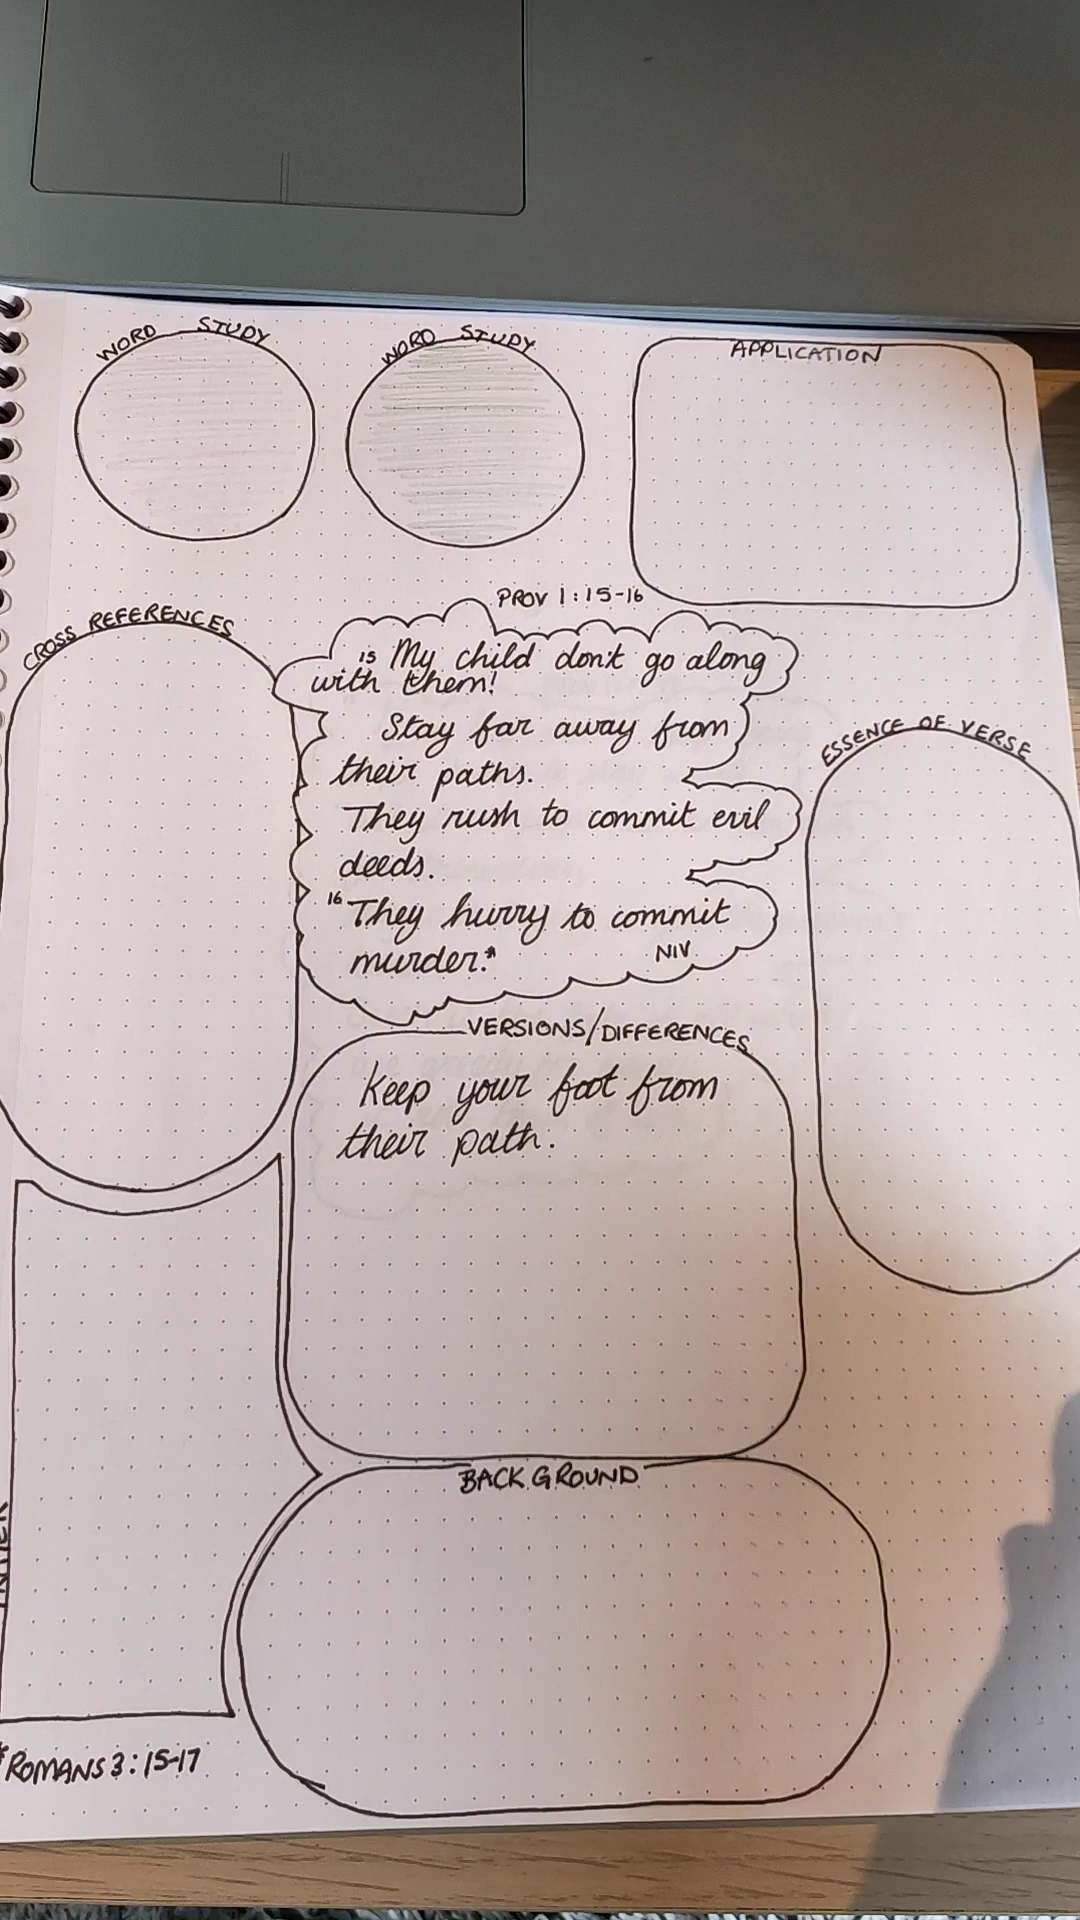 WORD STUDY
WORD STUDY
APPLICATION
CROSS REFERENCES
PROV 1:15-16
15 My child don't go along
with them!
Stay far away from
their paths.
They rush to commit evil
deeds.
16 They hurry to commit
murder.*
NIV
ESSENCE OF VERSE
VERSIONS/DIFFERENCES
Keep your foot from
their path.
BACKGROUND
*ROMANS 3:15-17